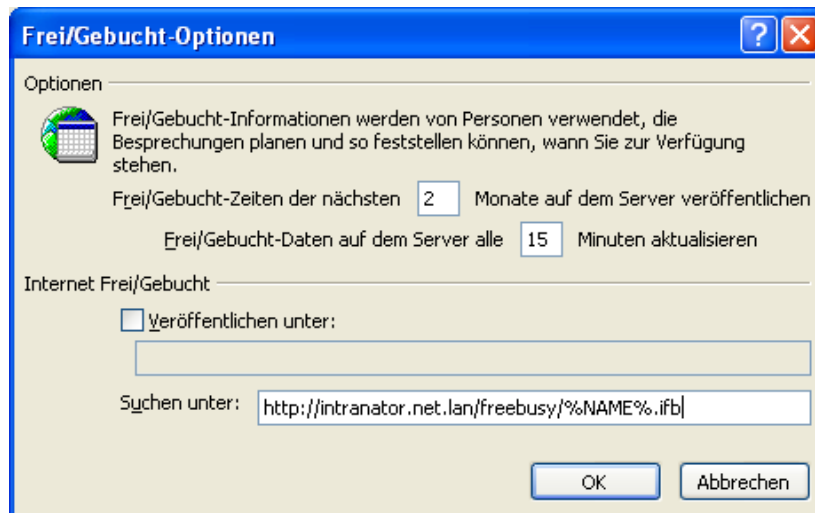 Frei/Gebucht-Optionen
Optionen
Frei/Gebucht-Informationen werden von Personen verwendet, die
Besprechungen planen und so feststellen können, wann Sie zur Verfügung
stehen.
Frei/Gebucht-Zeiten der nächsten 2 Monate auf dem Server veröffentlichen
Frei/Gebucht-Daten auf dem Server alle 15 Minuten aktualisieren
Internet Frei/Gebucht
Veröffentlichen unter:
Suchen unter: http://intranator.net.lan/freebusy/%NAME%.ifb
OK Abbrechen